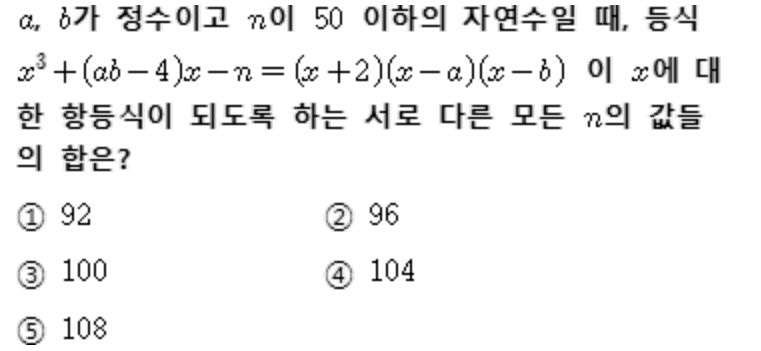 a, b가 정수이고 n이 50 이하의 자연수일 때, 등식
x³+(ab-4)x-n=(x+2)(x-a)(x-b) 이 x에 대
한 항등식이 되도록 하는 서로 다른 모든 n의 값들
의 합은?
① 92 ② 96
③ 100 ④ 104
⑤ 108